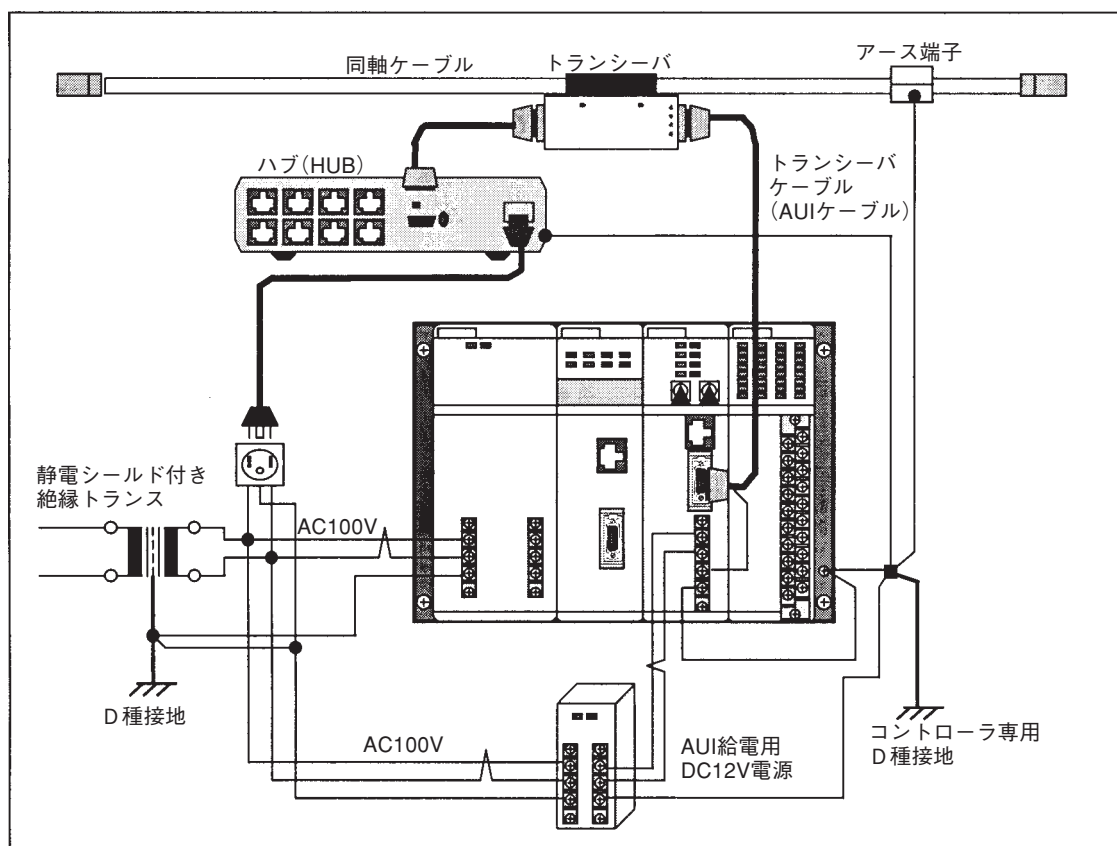 同軸ケーブル
トランシーバ
アース端子
ハブ(HUB)
トランシーバ
ケーブル
(AUIケーブル)
静電シールド付き
絶縁トランス
AC100V
D種接地
AC100V
AUI給電用
DC12V電源
コントローラ専用
D種接地